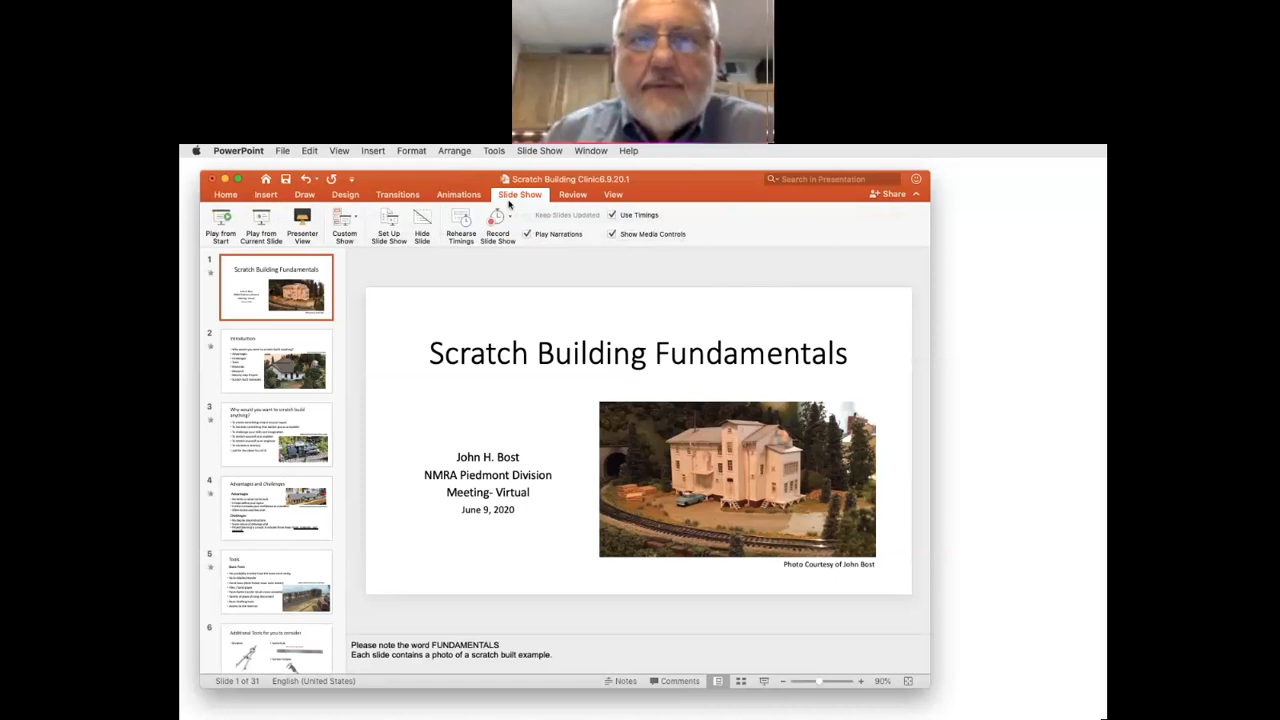 PowerPoint File Edit View Insert Format Arrange Tools Slide Show Window Help
Scratch Building Clinic6.9.20.1
Search in Presentation
Home Insert Draw Design Transitions Animations Slide Show Review View
Share
Play from Start
Play from Current Slide
Presenter View
Custom Show
Set Up Slide Show
Hide Slide
Rehearse Timings
Record Slide Show
Keep Slides Updated
Use Timings
Play Narrations
Show Media Controls
1
Scratch Building Fundamentals
2
Introduction
3
Why would you want to scratch build
anything?
4
Advantages and Challenges
Advantages
Challenges
5
Tools
Basic Tools
6
Additional Tools for you to consider
Scratch Building Fundamentals
John H. Bost
NMRA Piedmont Division
Meeting- Virtual
June 9, 2020
Photo Courtesy of John Bost
Please note the word FUNDAMENTALS
Each slide contains a photo of a scratch built example.
Slide 1 of 31 English (United States) Notes Comments 90%